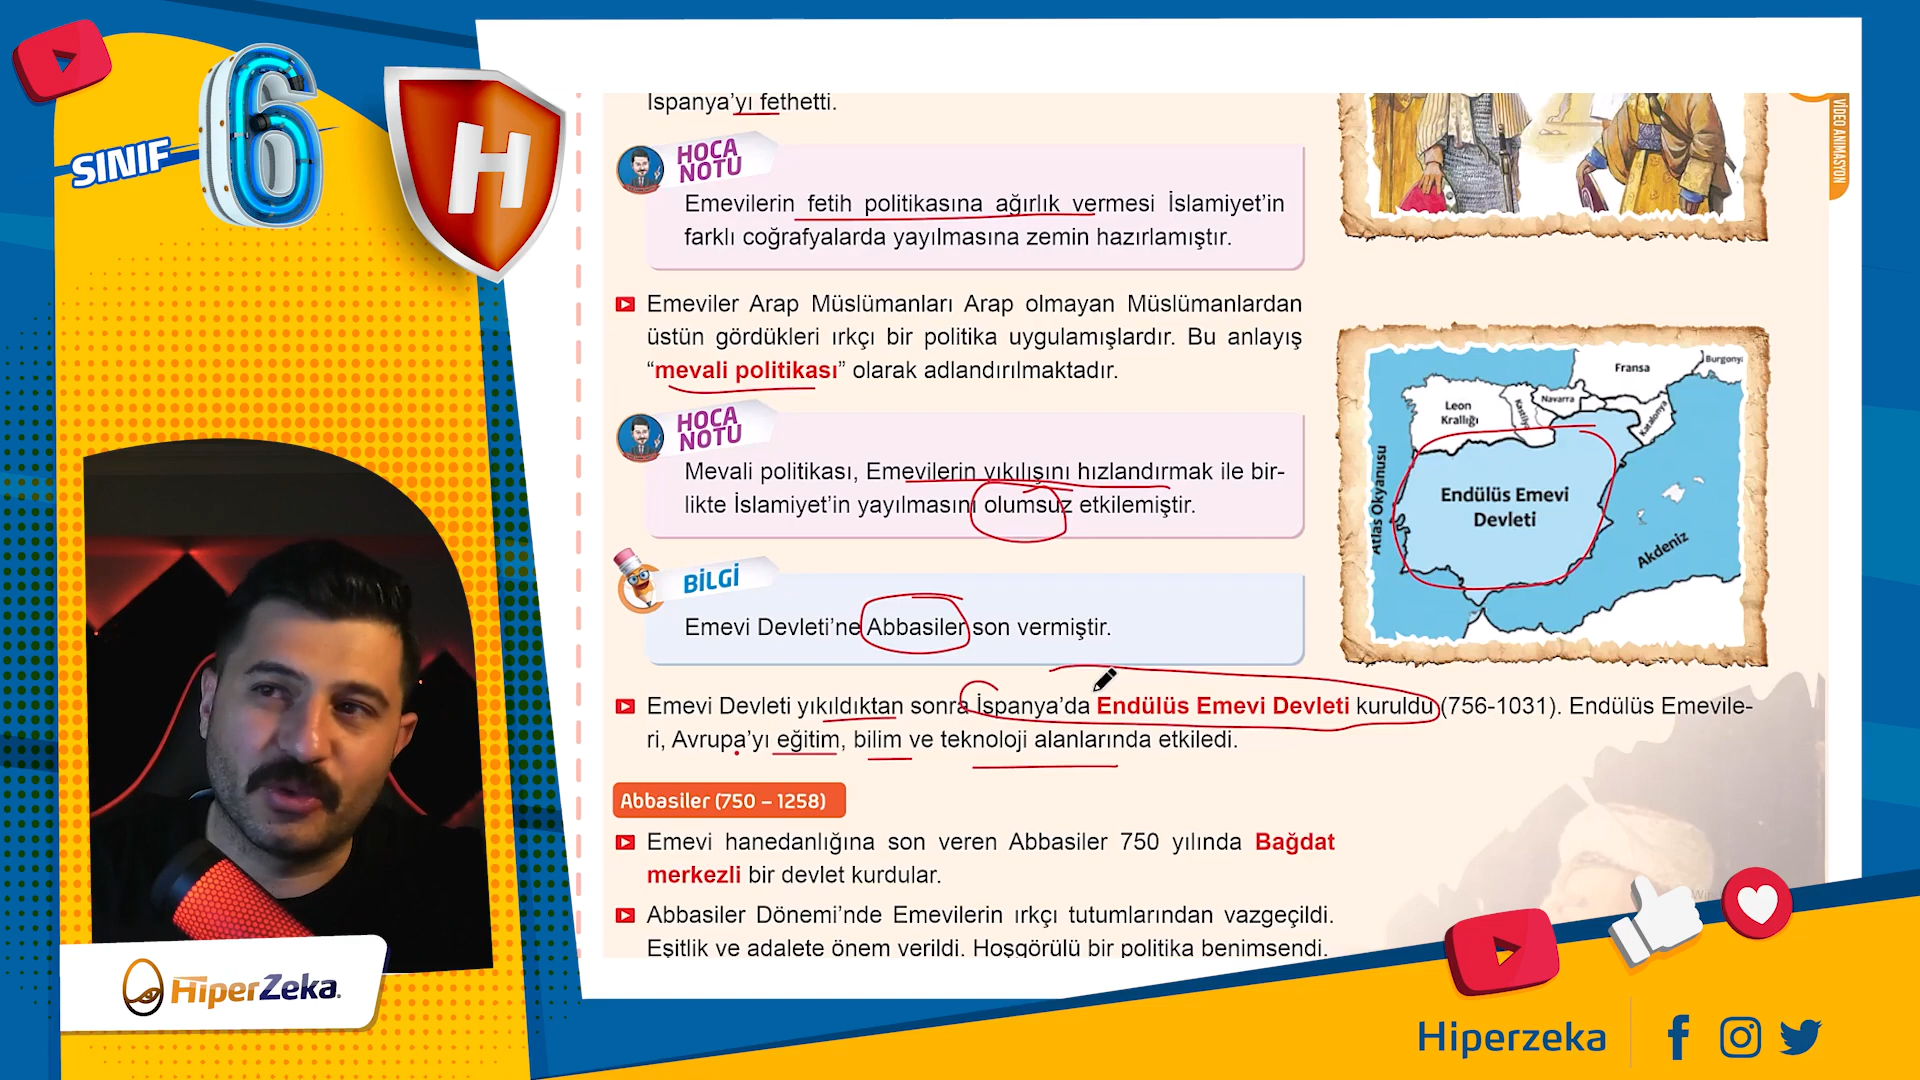 SINIF
6
H
İspanya'yı fethetti.
HOCA
NOTU
Emevilerin fetih politikasına ağırlık vermesi İslamiyet'in
farklı coğrafyalarda yayılmasına zemin hazırlamıştır.
Emeviler Arap Müslümanları Arap olmayan Müslümanlardan
üstün gördükleri ırkçı bir politika uygulamışlardır. Bu anlayış
“mevali politikası” olarak adlandırılmaktadır.
HOCA
NOTU
Mevali politikası, Emevilerin yıkılışını hızlandırmak ile bir-
likte İslamiyet'in yayılmasını olumsuz etkilemiştir.
BİLGİ
Emevi Devleti'ne Abbasiler son vermiştir.
Emevi Devleti yıkıldıktan sonra İspanya'da Endülüs Emevi Devleti kuruldu (756-1031). Endülüs Emevile-
ri, Avrupa'yı eğitim, bilim ve teknoloji alanlarında etkiledi.
Abbasiler (750 – 1258)
Emevi hanedanlığına son veren Abbasiler 750 yılında Bağdat
merkezli bir devlet kurdular.
Abbasiler Dönemi'nde Emevilerin ırkçı tutumlarından vazgeçildi.
Eşitlik ve adalete önem verildi. Hoşgörülü bir politika benimsendi.
VİDEO ANİMASYON
Fransa
Burgonya
Leon
Krallığı
Kastilya
Navarra
Katalonya
Atlas Okyanusu
Endülüs Emevi
Devleti
Akdeniz
HiperZeka.
Hiperzeka